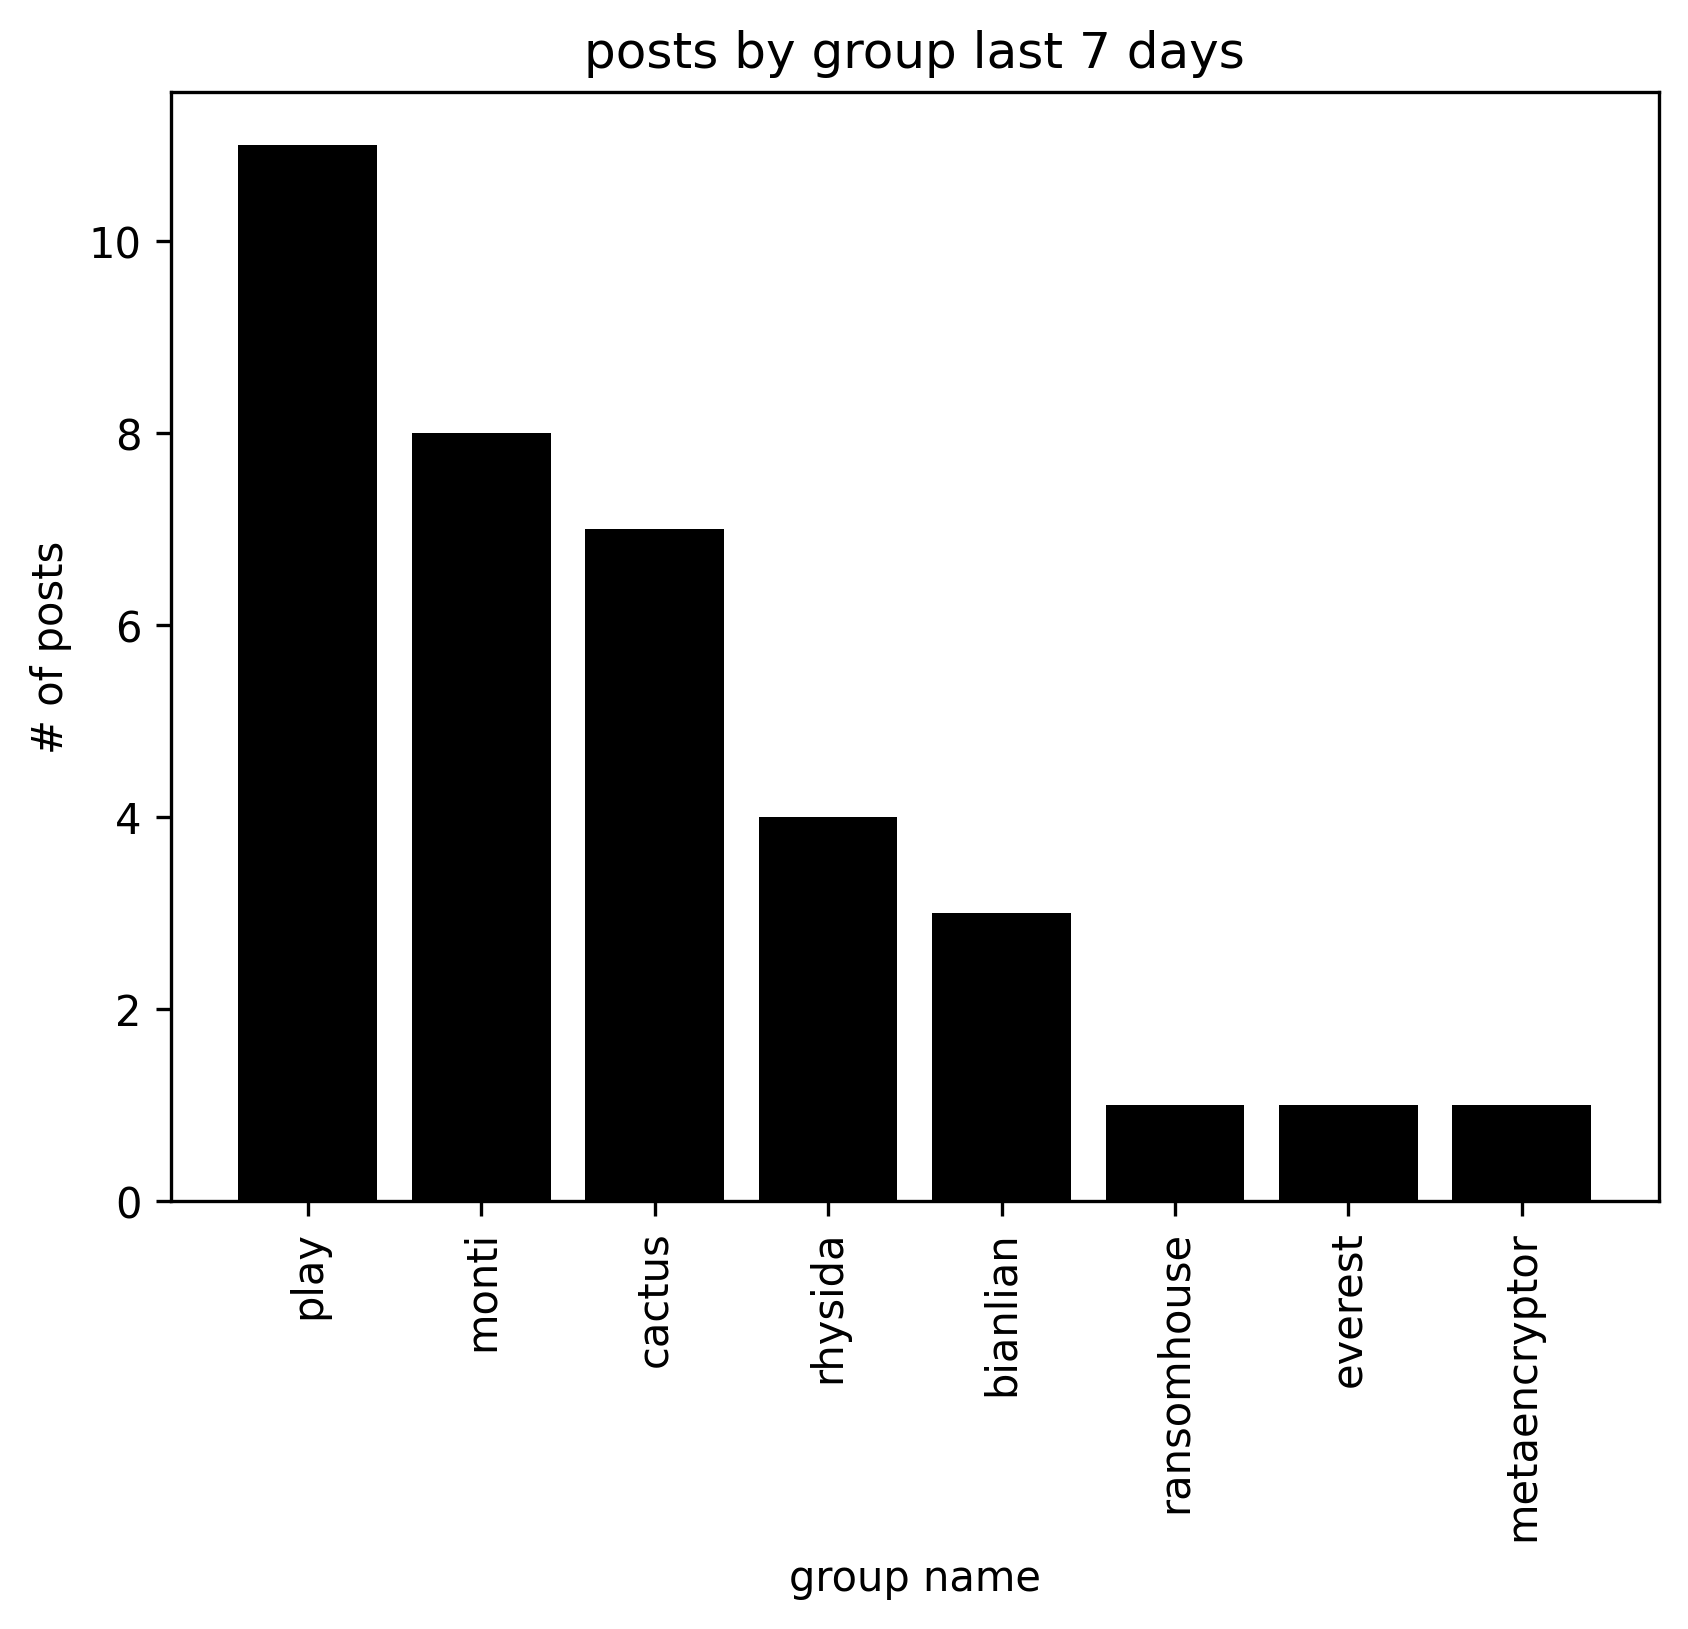 posts by group last 7 days
# of posts
10
8
6
4
2
0
play
monti
cactus
rhysida
bianlian
ransomhouse
everest
metaencryptor
group name